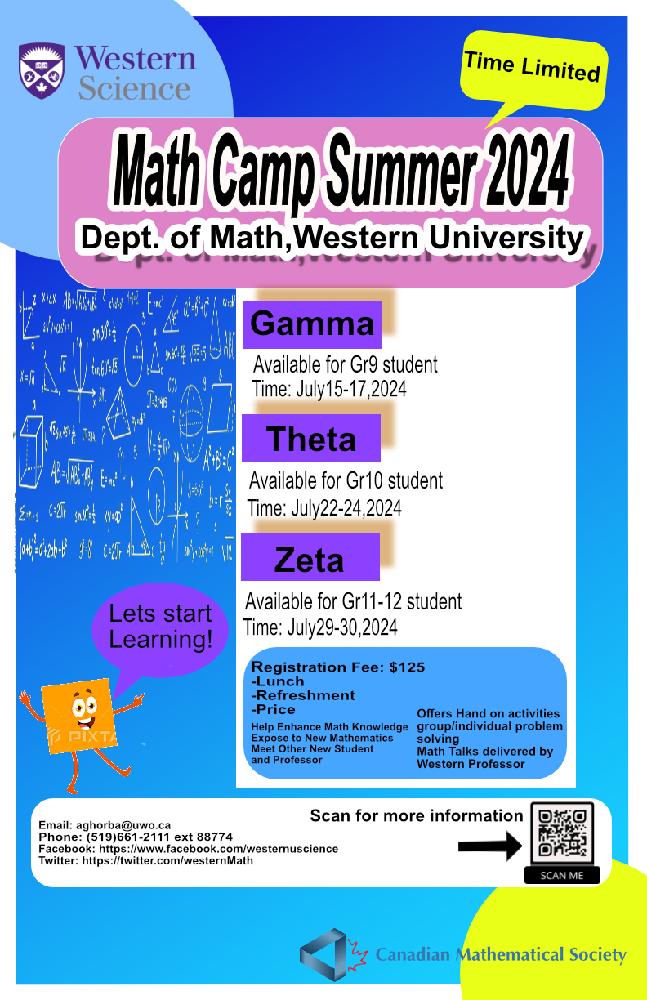 Western
Science
Time Limited
Math Camp Summer 2024
Dept. of Math,Western University
Gamma
Available for Gr9 student
Time: July15-17,2024
Theta
Available for Gr10 student
Time: July22-24,2024
Zeta
Available for Gr11-12 student
Time: July29-30,2024
Lets start
Learning!
PIXTA
Registration Fee: $125
-Lunch
-Refreshment
-Price
Help Enhance Math Knowledge
Expose to New Mathematics
Meet Other New Student
and Professor
Offers Hand on activities
group/individual problem
solving
Math Talks delivered by
Western Professor
Scan for more information
Email: aghorba@uwo.ca
Phone: (519)661-2111 ext 88774
Facebook: https://www.facebook.com/westernuscience
Twitter: https://twitter.com/westernMath
SCAN ME
Canadian Mathematical Society